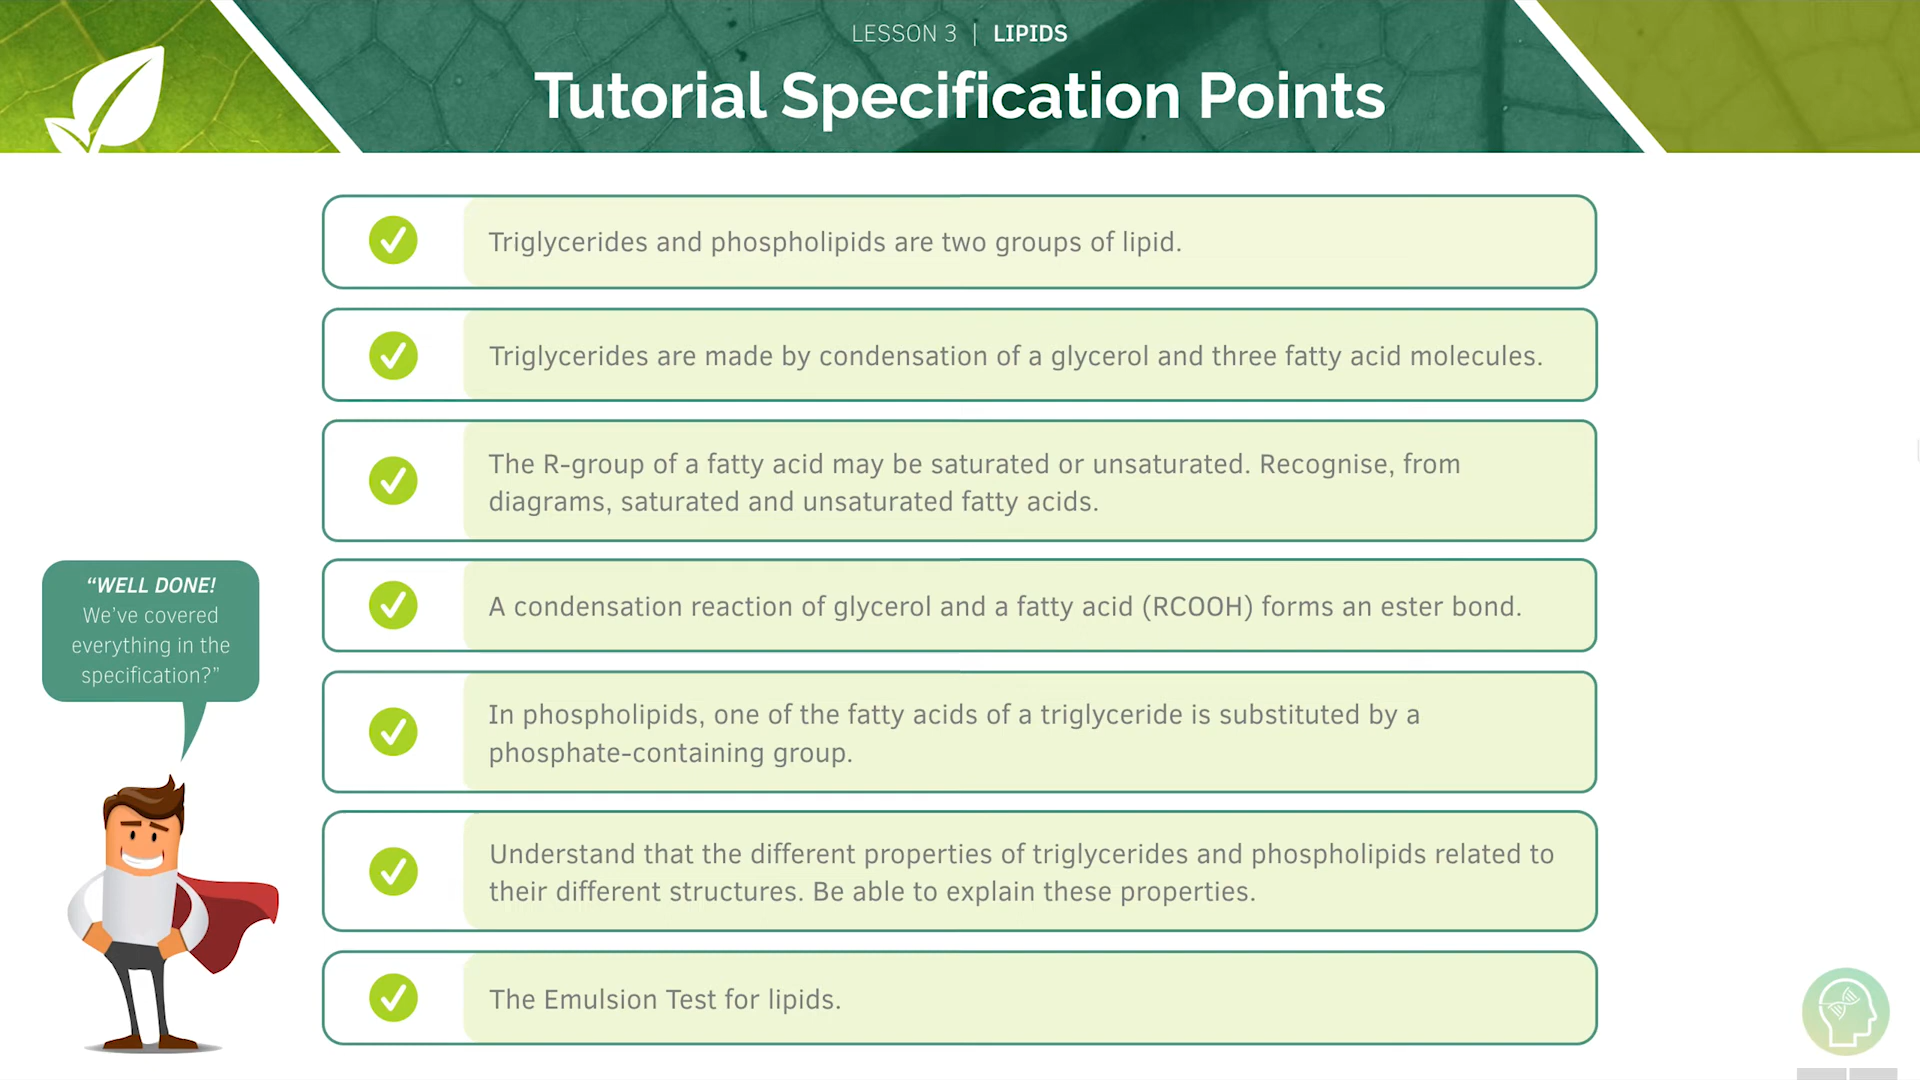 LESSON 3 | LIPIDS
Tutorial Specification Points
Triglycerides and phospholipids are two groups of lipid.
Triglycerides are made by condensation of a glycerol and three fatty acid molecules.
The R-group of a fatty acid may be saturated or unsaturated. Recognise, from
diagrams, saturated and unsaturated fatty acids.
A condensation reaction of glycerol and a fatty acid (RCOOH) forms an ester bond.
In phospholipids, one of the fatty acids of a triglyceride is substituted by a
phosphate-containing group.
Understand that the different properties of triglycerides and phospholipids related to
their different structures. Be able to explain these properties.
The Emulsion Test for lipids.
“WELL DONE!
We’ve covered
everything in the
specification?”